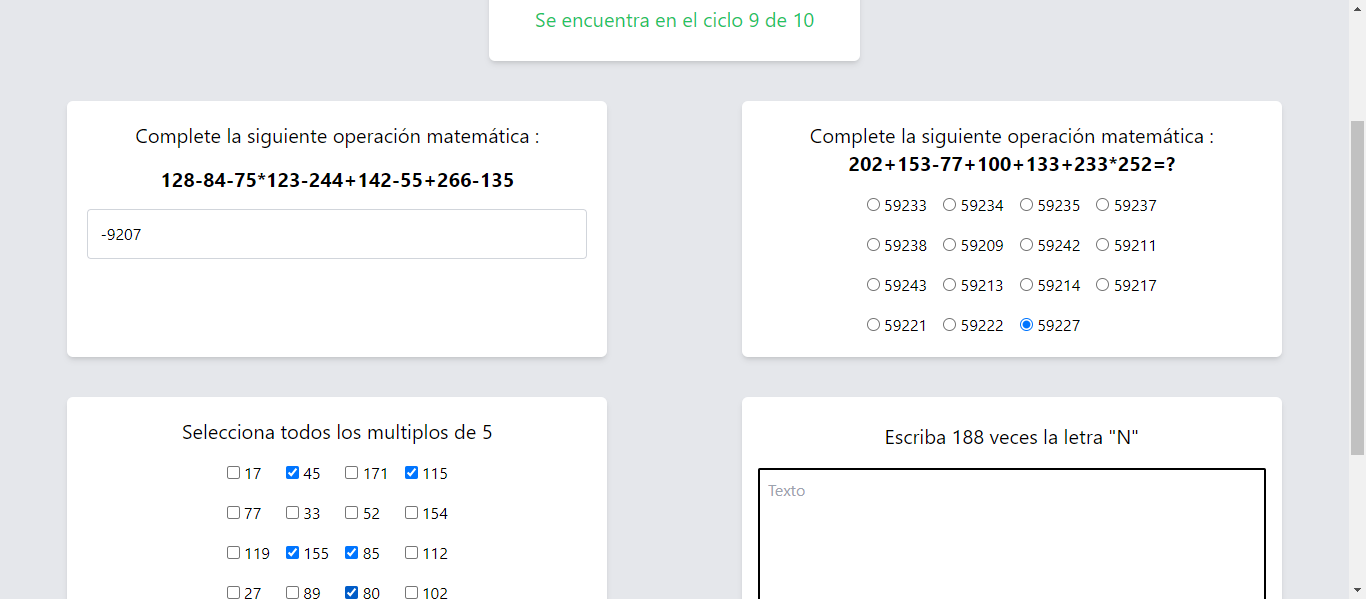 Se encuentra en el ciclo 9 de 10
Complete la siguiente operación matemática :
128-84-75*123-244+142-55+266-135
-9207
Complete la siguiente operación matemática :
202+153-77+100+133+233*252=?
59233 59234 59235 59237
59238 59209 59242 59211
59243 59213 59214 59217
59221 59222 59227
Selecciona todos los multiplos de 5
17 45 171 115
77 33 52 154
119 155 85 112
27 89 80 102
Escriba 188 veces la letra "N"
Texto